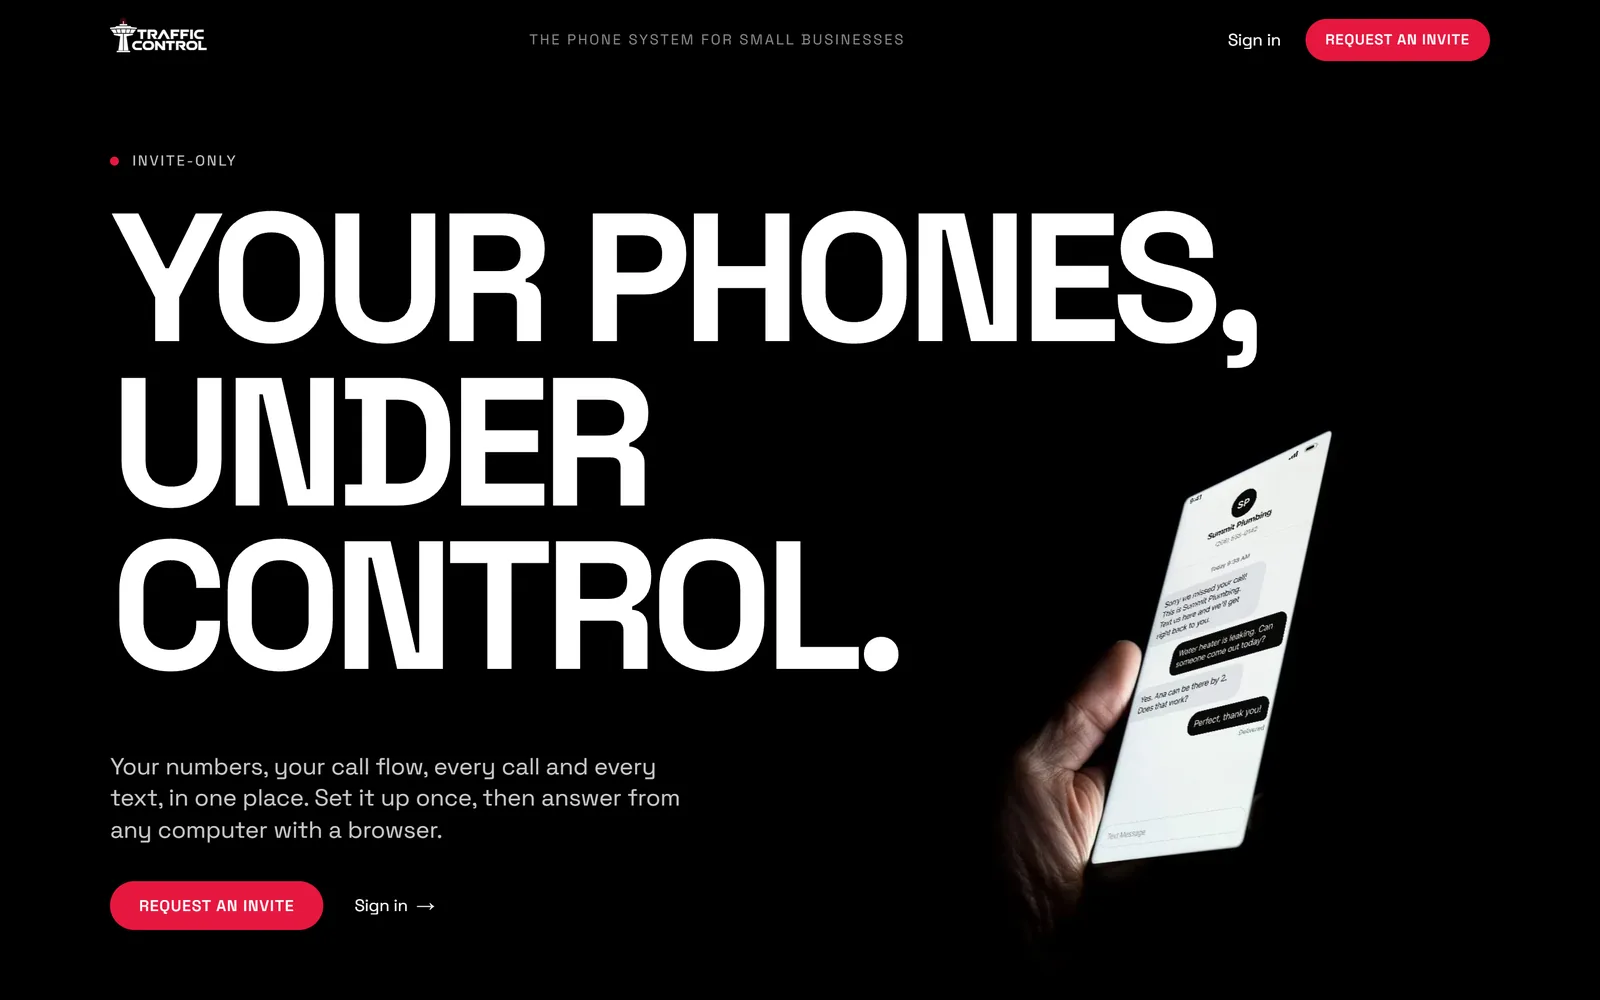 TRAFFIC
CONTROL
THE PHONE SYSTEM FOR SMALL BUSINESSES
Sign in
REQUEST AN INVITE
INVITE-ONLY
YOUR PHONES,
UNDER
CONTROL.
Your numbers, your call flow, every call and every
text, in one place. Set it up once, then answer from
any computer with a browser.
REQUEST AN INVITE
Sign in →
9:41
SP
Summit Plumbing
Sorry we missed your call!
This is Summit Plumbing.
Text us here and we'll get
right back to you.
Water heater is leaking. Can
someone come out today?
Yes. Ana can be there by 2.
Does that work?
Perfect, thank you!
Delivered
Text Message